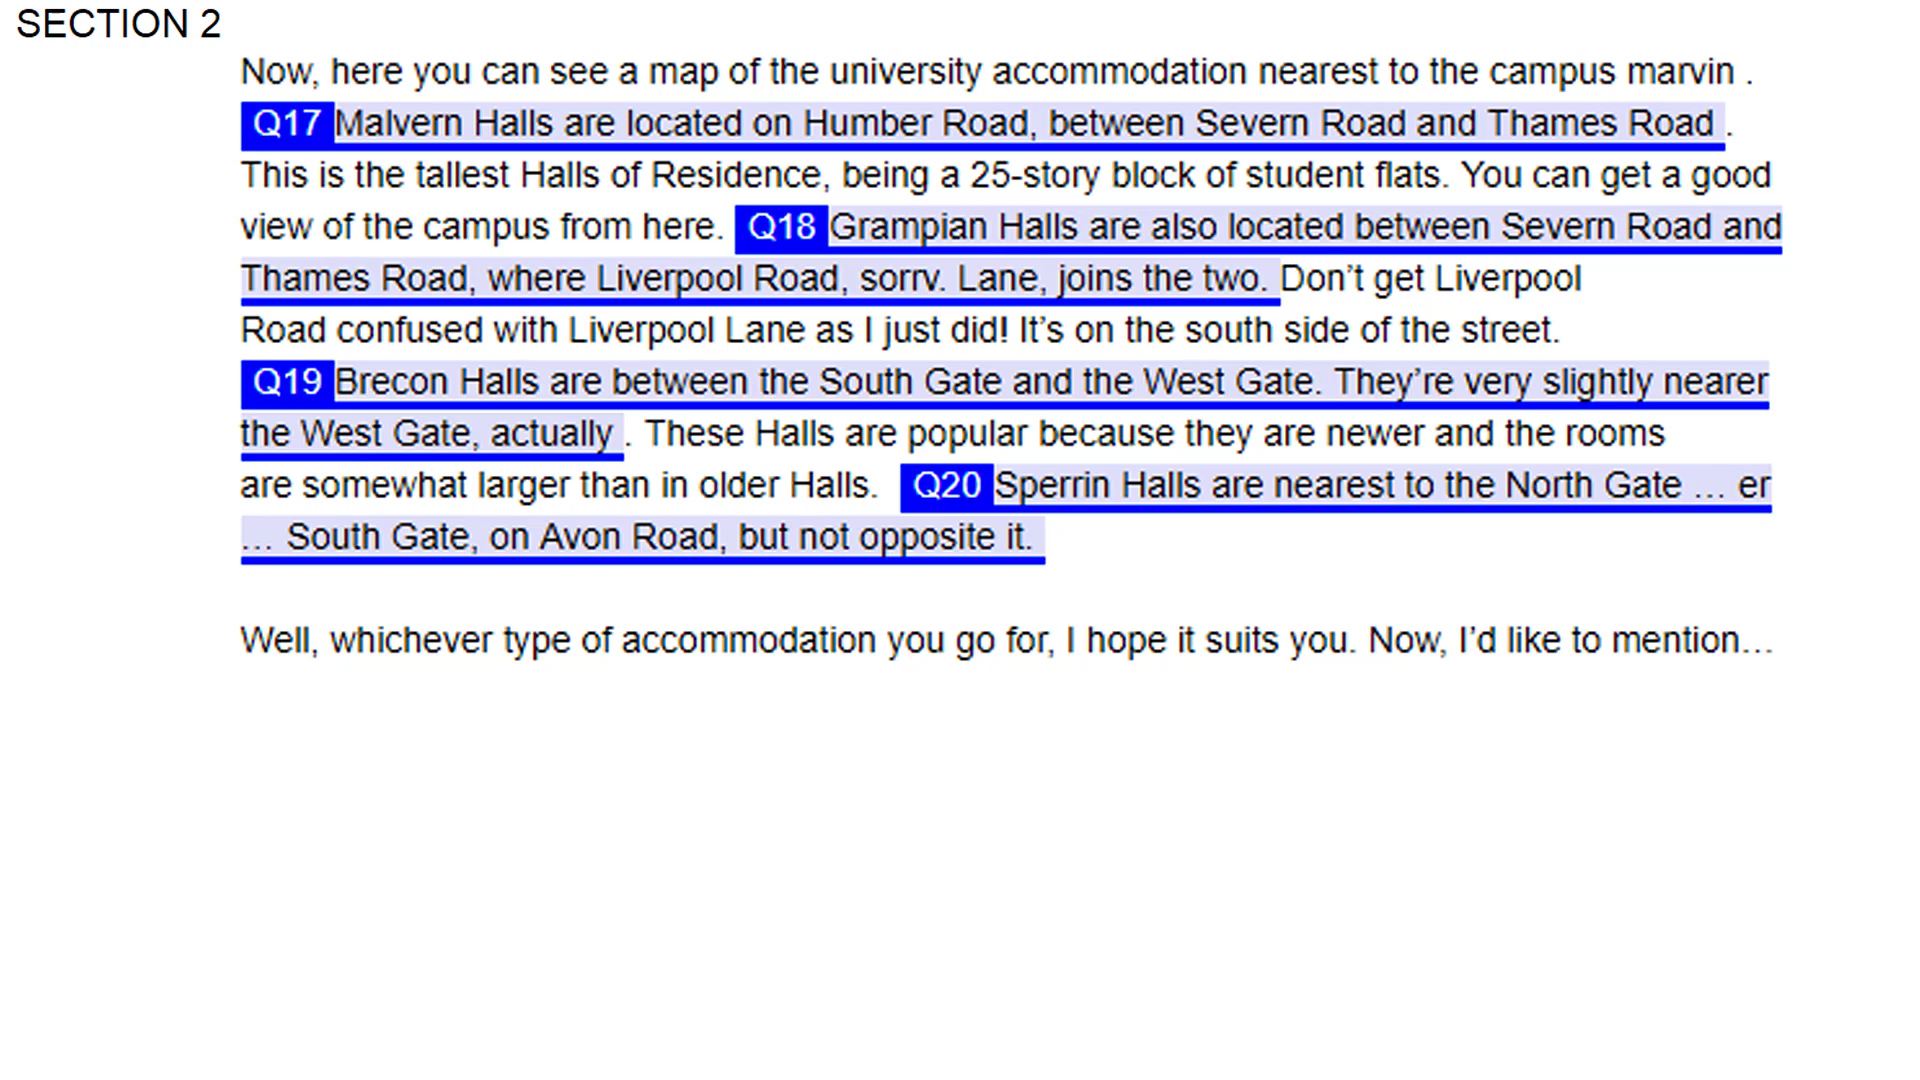 SECTION 2
Now, here you can see a map of the university accommodation nearest to the campus marvin .
Q17 Malvern Halls are located on Humber Road, between Severn Road and Thames Road .
This is the tallest Halls of Residence, being a 25-story block of student flats. You can get a good
view of the campus from here. Q18 Grampian Halls are also located between Severn Road and
Thames Road, where Liverpool Road, sorrv. Lane, joins the two. Don’t get Liverpool
Road confused with Liverpool Lane as I just did! It’s on the south side of the street.
Q19 Brecon Halls are between the South Gate and the West Gate. They’re very slightly nearer
the West Gate, actually . These Halls are popular because they are newer and the rooms
are somewhat larger than in older Halls. Q20 Sperrin Halls are nearest to the North Gate … er
… South Gate, on Avon Road, but not opposite it.
Well, whichever type of accommodation you go for, I hope it suits you. Now, I’d like to mention…